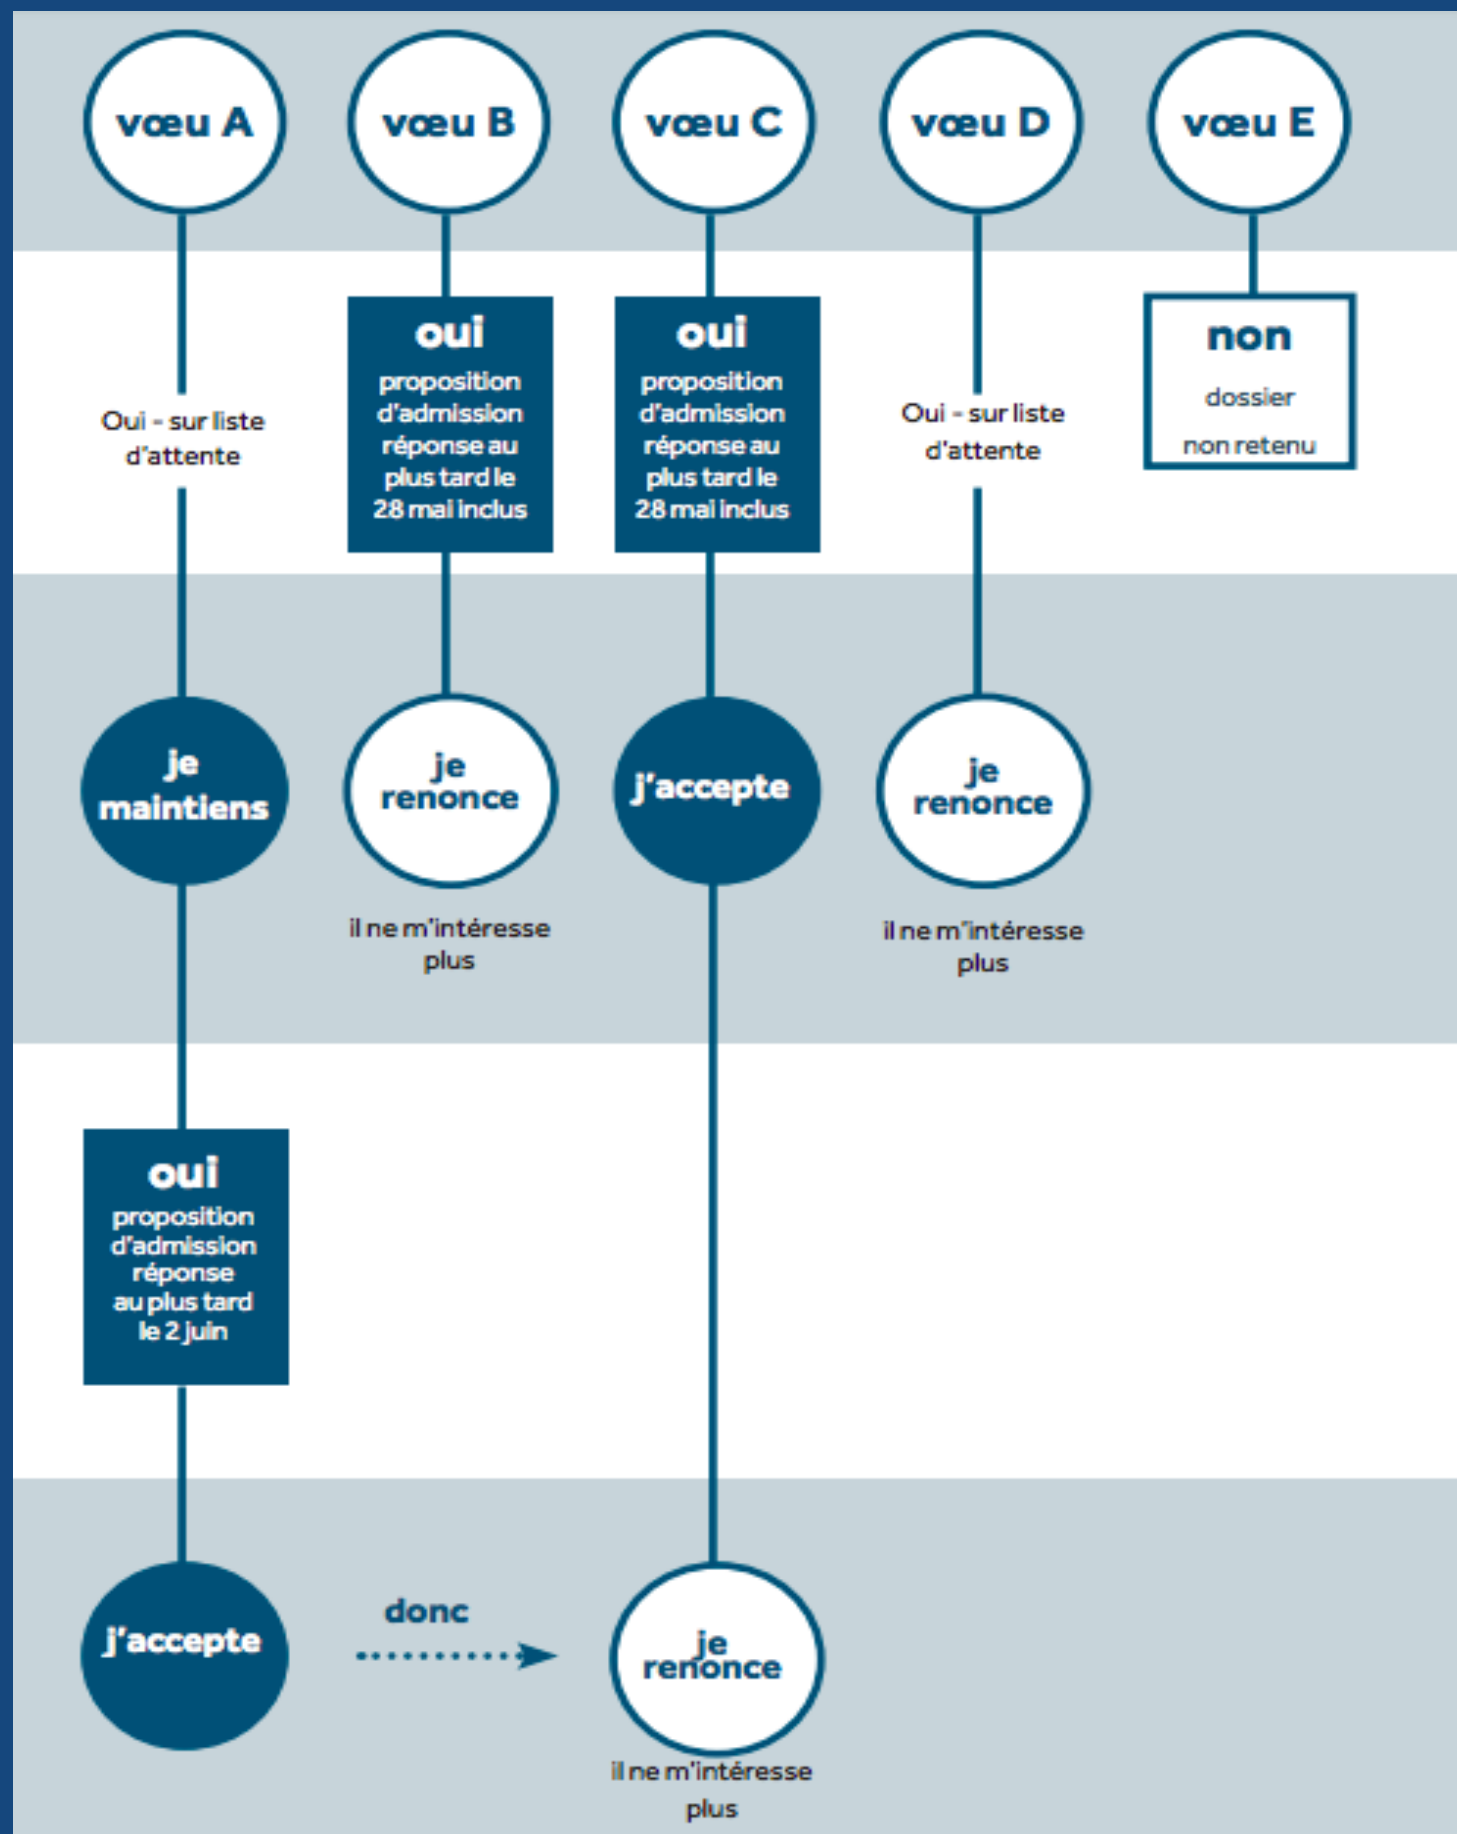 vœu A
vœu B
vœu C
vœu D
vœu E
Oui - sur liste
d'attente
oui
proposition
d'admission
réponse au
plus tard le
28 mai inclus
oui
proposition
d'admission
réponse au
plus tard le
28 mai inclus
Oui - sur liste
d'attente
non
dossier
non retenu
je
maintiens
je
renonce
il ne m'intéresse
plus
j'accepte
je
renonce
il ne m'intéresse
plus
oui
proposition
d'admission
réponse
au plus tard
le 2 juin
j'accepte
donc
je
renonce
il ne m'intéresse
plus